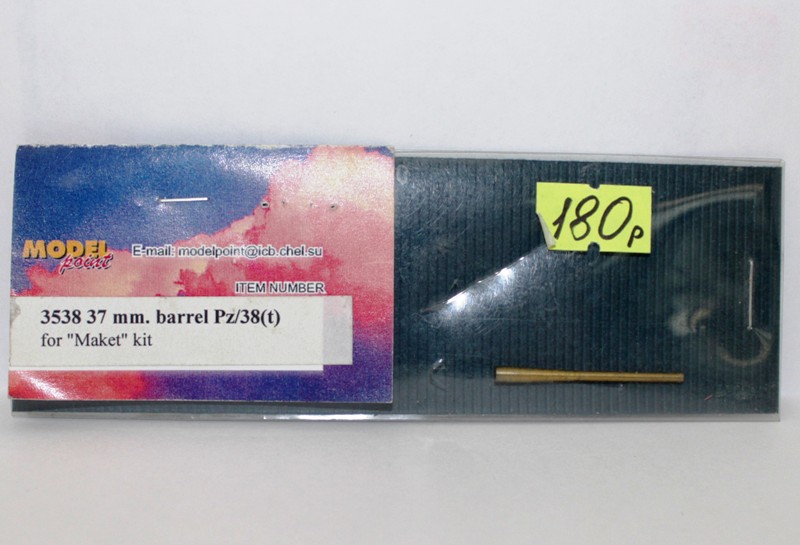 MODEL
point
E-mail: modelpoint@icb.chel.su
ITEM NUMBER
3538 37 mm. barrel Pz/38(t)
for "Maket" kit
180р